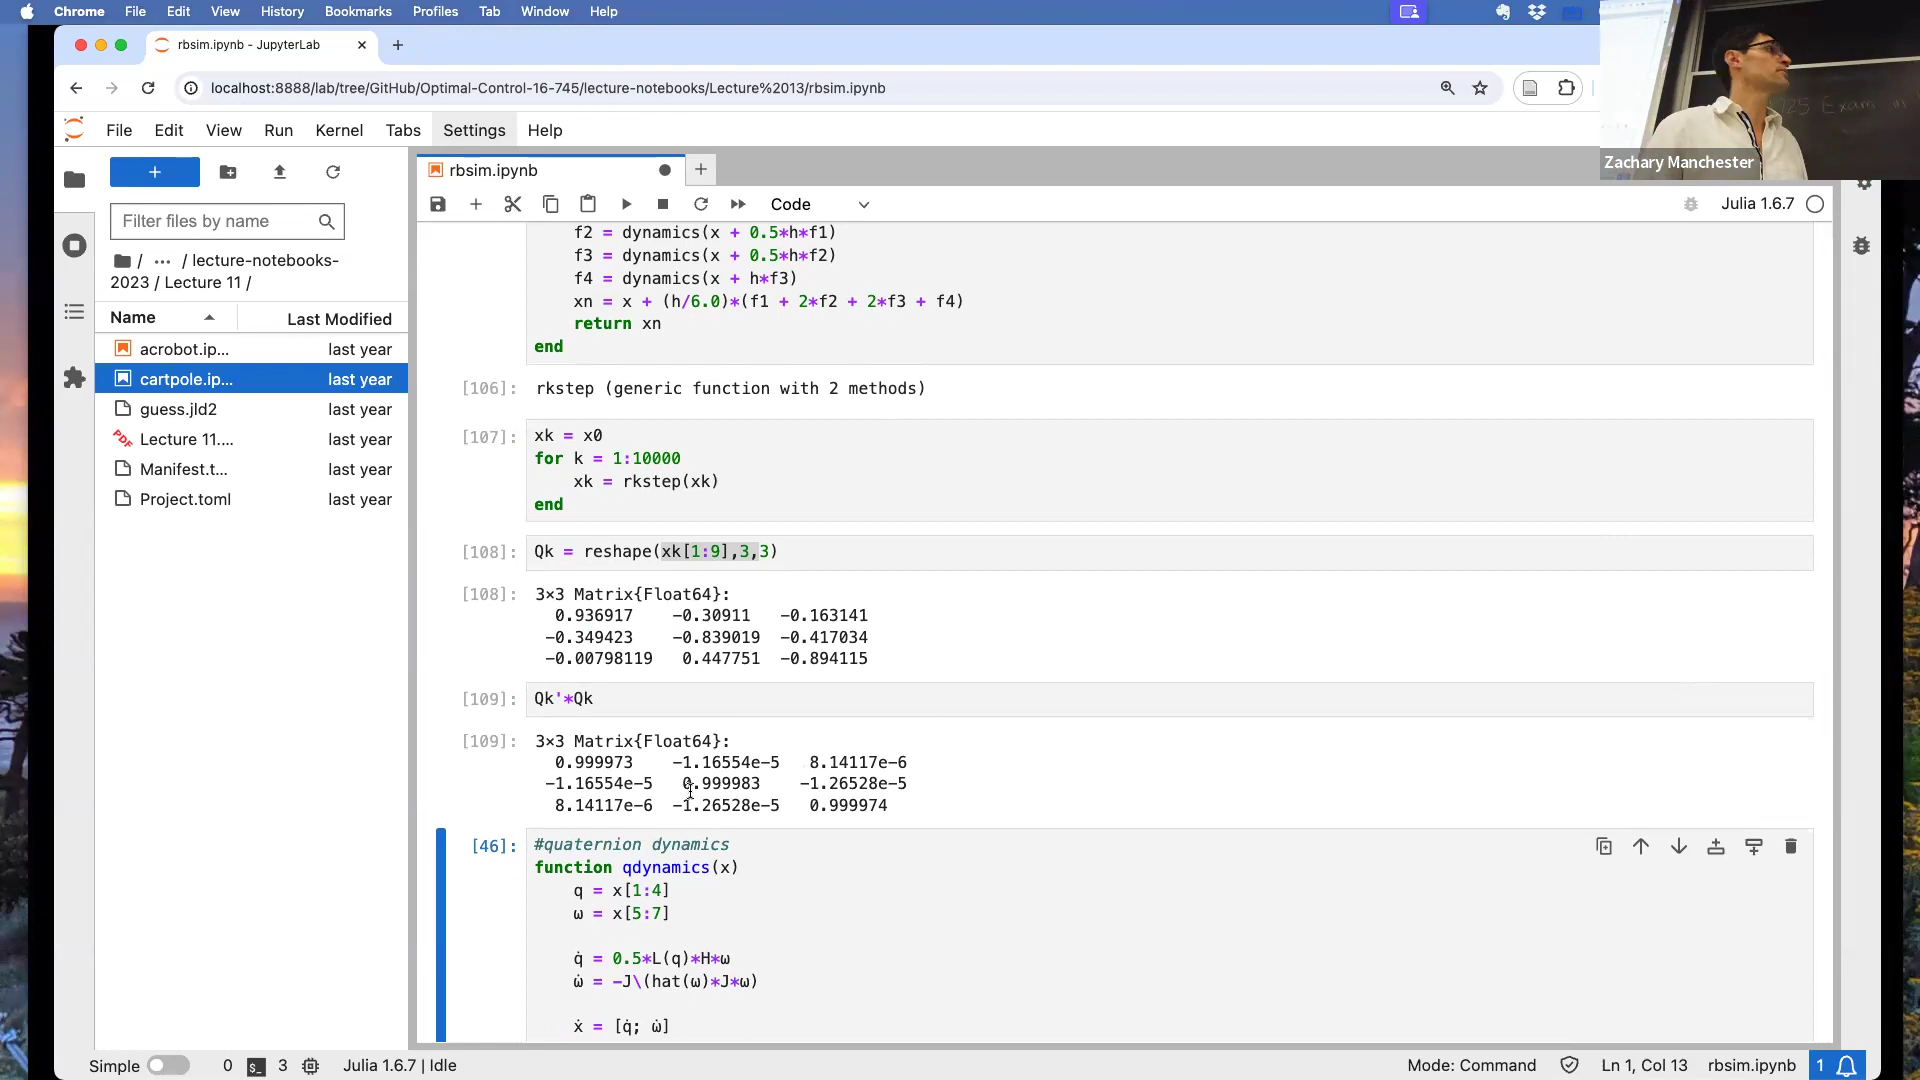 Chrome File Edit View History Bookmarks Profiles Tab Window Help
rbsim.ipynb - JupyterLab
localhost:8888/lab/tree/GitHub/Optimal-Control-16-745/lecture-notebooks/Lecture%2013/rbsim.ipynb
725 Exam
Zachary Manchester
File Edit View Run Kernel Tabs Settings Help
rbsim.ipynb
Filter files by name
Code
Julia 1.6.7
/ ··· / lecture-notebooks-
2023 / Lecture 11 /
Name Last Modified
acrobot.ip... last year
cartpole.ip... last year
guess.jld2 last year
Lecture 11.... last year
Manifest.t... last year
Project.toml last year
f2 = dynamics(x + 0.5*h*f1)
f3 = dynamics(x + 0.5*h*f2)
f4 = dynamics(x + h*f3)
xn = x + (h/6.0)*(f1 + 2*f2 + 2*f3 + f4)
return xn
end
[106]: rkstep (generic function with 2 methods)
[107]: xk = x0
for k = 1:10000
xk = rkstep(xk)
end
[108]: Qk = reshape(xk[1:9],3,3)
[108]: 3×3 Matrix{Float64}:
0.936917 -0.30911 -0.163141
-0.349423 -0.839019 -0.417034
-0.00798119 0.447751 -0.894115
[109]: Qk'*Qk
[109]: 3×3 Matrix{Float64}:
0.999973 -1.16554e-5 8.14117e-6
-1.16554e-5 0.999983 -1.26528e-5
8.14117e-6 -1.26528e-5 0.999974
[46]: #quaternion dynamics
function qdynamics(x)
q = x[1:4]
ω = x[5:7]
q̇ = 0.5*L(q)*H*ω
ω̇ = -J\(hat(ω)*J*ω)
ẋ = [q̇; ω̇]
Simple 0 3 Julia 1.6.7 | Idle Mode: Command Ln 1, Col 13 rbsim.ipynb 1